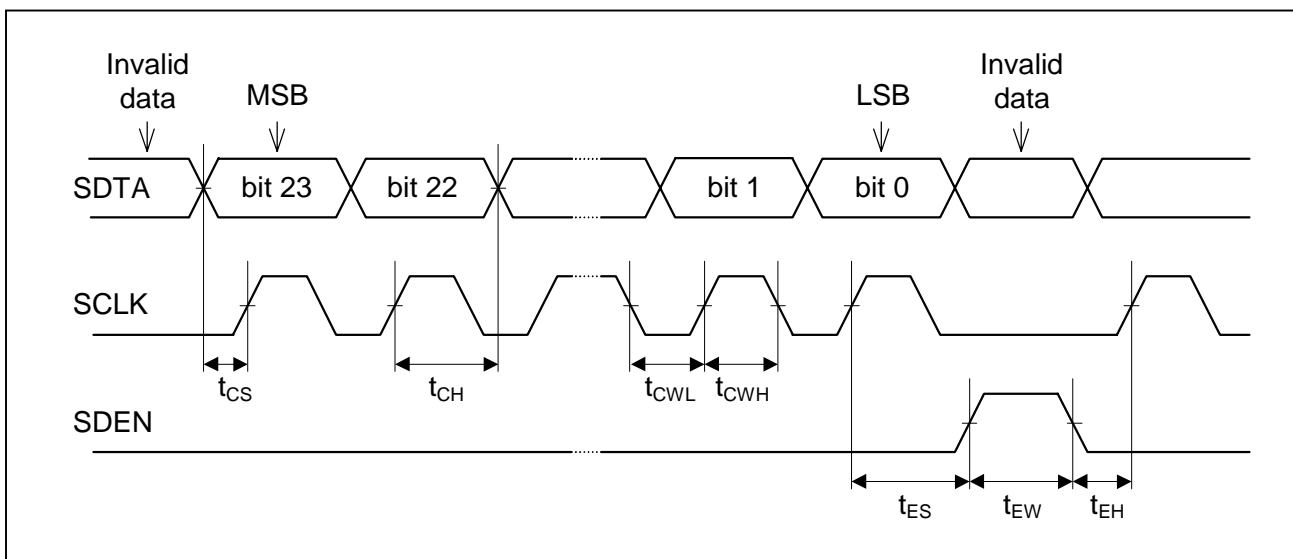 Invalid
data
MSB
LSB
Invalid
data
SDTA
bit 23
bit 22
bit 1
bit 0
SCLK
tCS
tCH
tCWL
tCWH
SDEN
tES
tEW
tEH